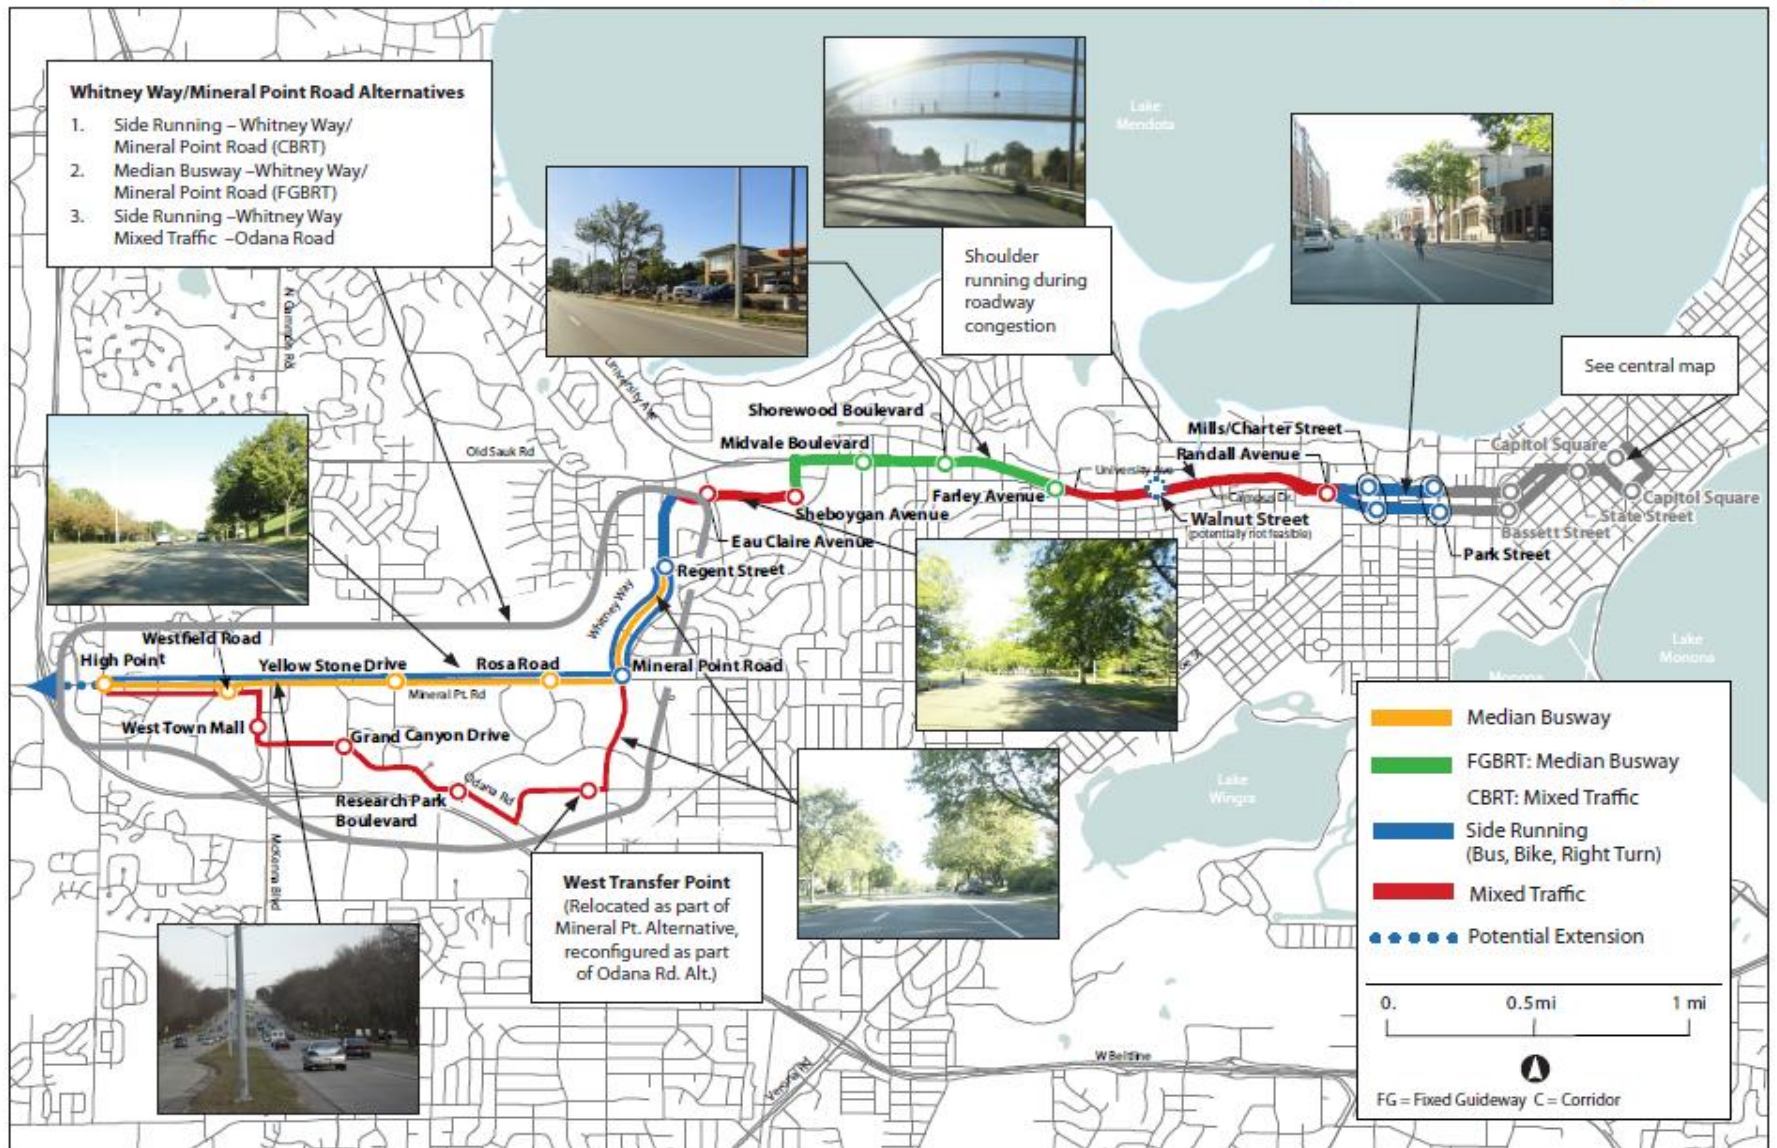 Whitney Way/Mineral Point Road Alternatives
1. Side Running – Whitney Way/
Mineral Point Road (CBRT)
2. Median Busway –Whitney Way/
Mineral Point Road (FGBRT)
3. Side Running –Whitney Way
Mixed Traffic –Odana Road
Lake
Mendota
Shoulder
running during
roadway
congestion
See central map
N Gammon Rd
University Ave
Old Sauk Rd
Shorewood Boulevard
Midvale Boulevard
Mills/Charter Street
Randall Avenue
Capitol Square
University Ave
Farley Avenue
Campus Dr.
Capitol Square
Sheboygan Avenue
Walnut Street
(potentially not feasible)
State Street
Bassett Street
Eau Claire Avenue
Park Street
Regent Street
Whitney Way
Westfield Road
High Point
Yellow Stone Drive
Rosa Road
Mineral Point Road
Mineral Pt. Rd
Lake
Monona
Monona
West Town Mall
Grand Canyon Drive
Odana Rd
Research Park
Boulevard
McKenna Blvd
Lake
Wingra
West Transfer Point
(Relocated as part of
Mineral Pt. Alternative,
reconfigured as part
of Odana Rd. Alt.)
Verona Rd
W Beltline
Median Busway
FGBRT: Median Busway
CBRT: Mixed Traffic
Side Running
(Bus, Bike, Right Turn)
Mixed Traffic
Potential Extension
0. 0.5mi 1 mi
FG = Fixed Guideway C = Corridor